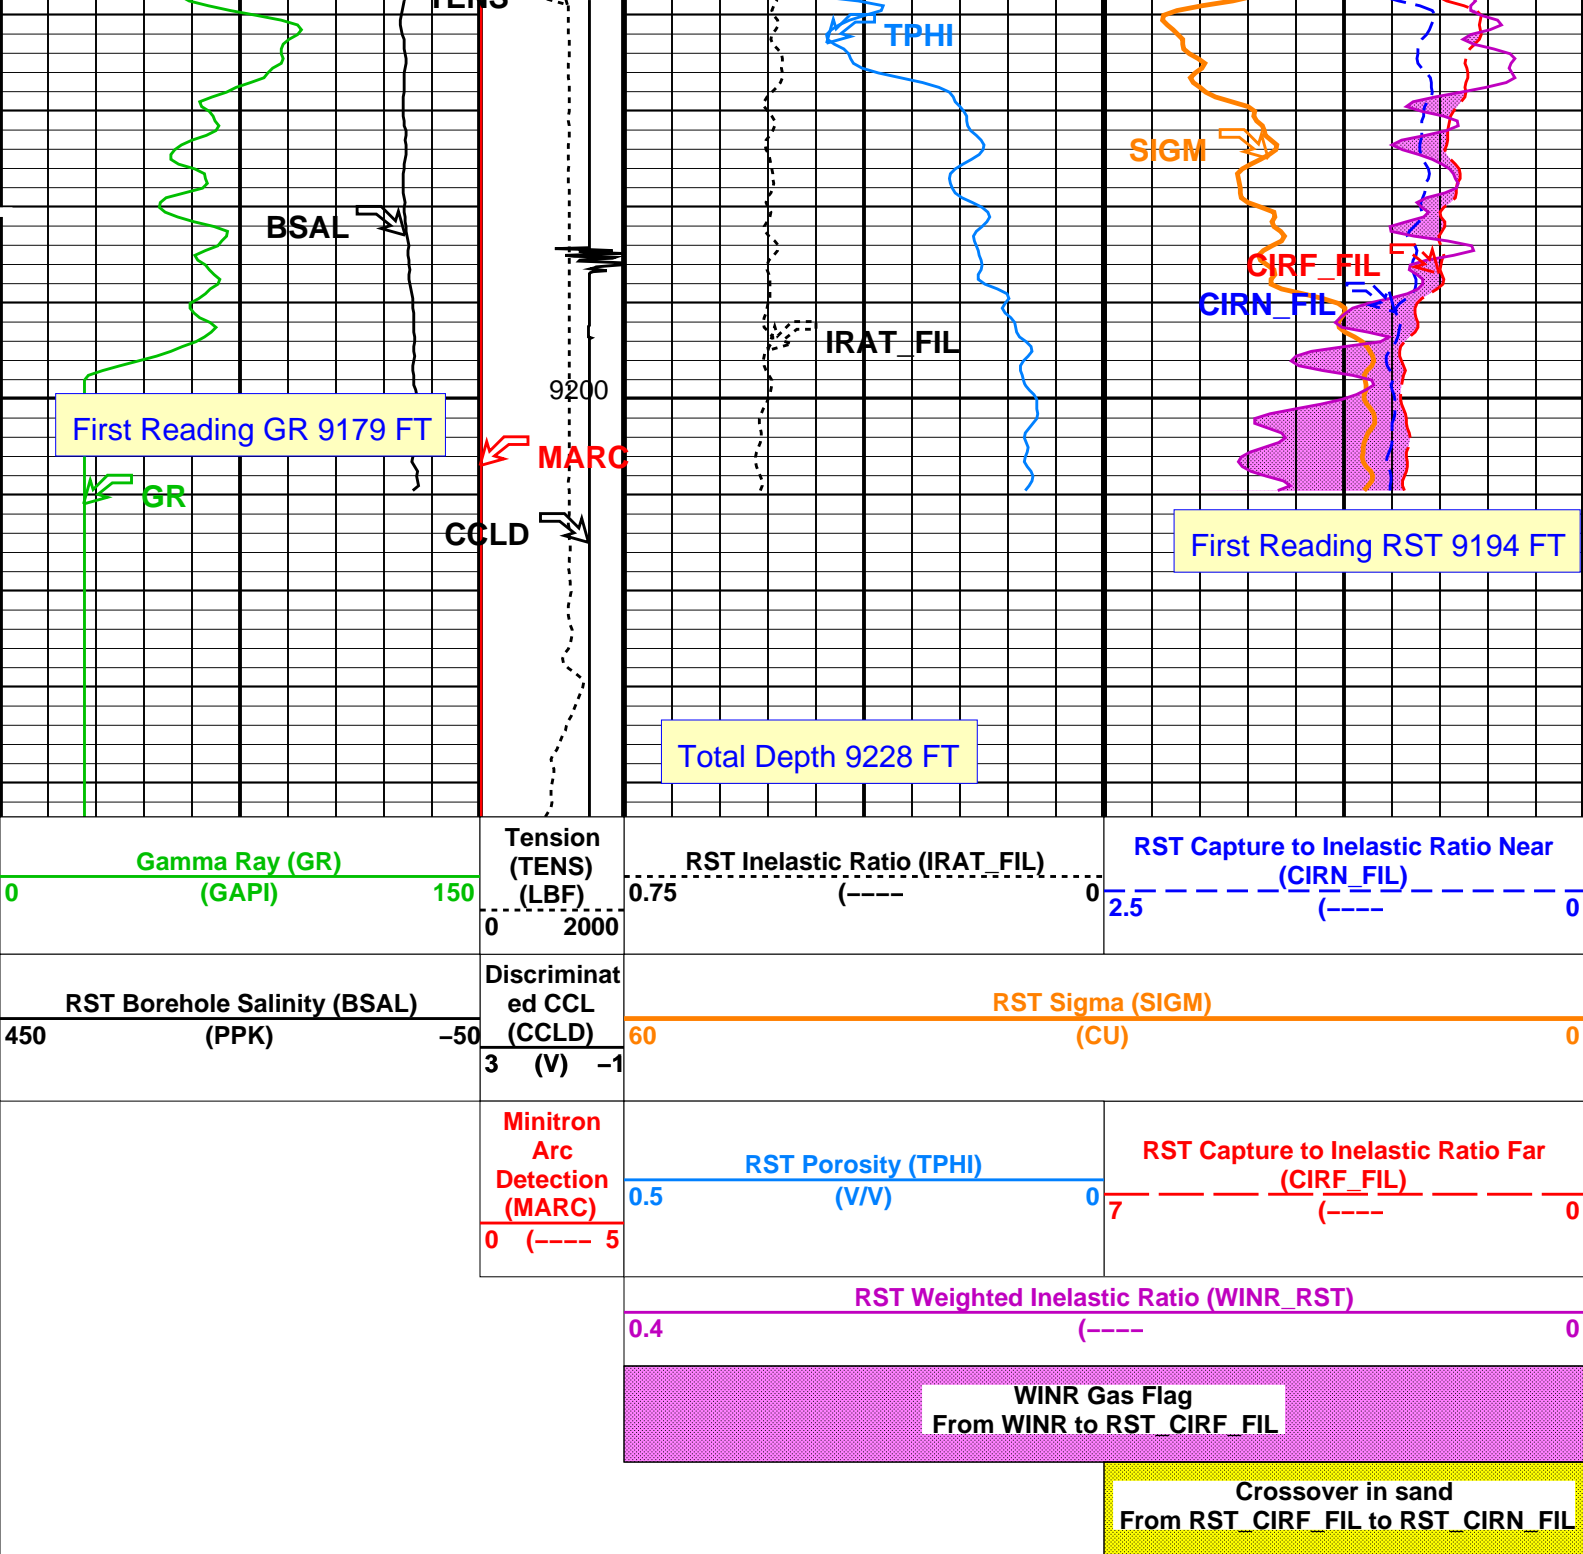 TENS
TPHI
SIGM
BSAL
CIRF_FIL
CIRN_FIL
IRAT_FIL
9200
First Reading GR 9179 FT
MARC
GR
CCLD
First Reading RST 9194 FT
Total Depth 9228 FT
Gamma Ray (GR)
0 (GAPI) 150
Tension
(TENS)
(LBF)
0 2000
RST Inelastic Ratio (IRAT_FIL)
0.75 (−−−− 0
RST Capture to Inelastic Ratio Near
(CIRN_FIL)
2.5 (−−−− 0
RST Borehole Salinity (BSAL)
450 (PPK) −50
Discriminat
ed CCL
(CCLD)
3 (V) −1
RST Sigma (SIGM)
60 (CU) 0
Minitron
Arc
Detection
(MARC)
0 (−−−− 5
RST Porosity (TPHI)
0.5 (V/V) 0
RST Capture to Inelastic Ratio Far
(CIRF_FIL)
7 (−−−− 0
RST Weighted Inelastic Ratio (WINR_RST)
0.4 (−−−− 0
WINR Gas Flag
From WINR to RST_CIRF_FIL
Crossover in sand
From RST_CIRF_FIL to RST_CIRN_FIL